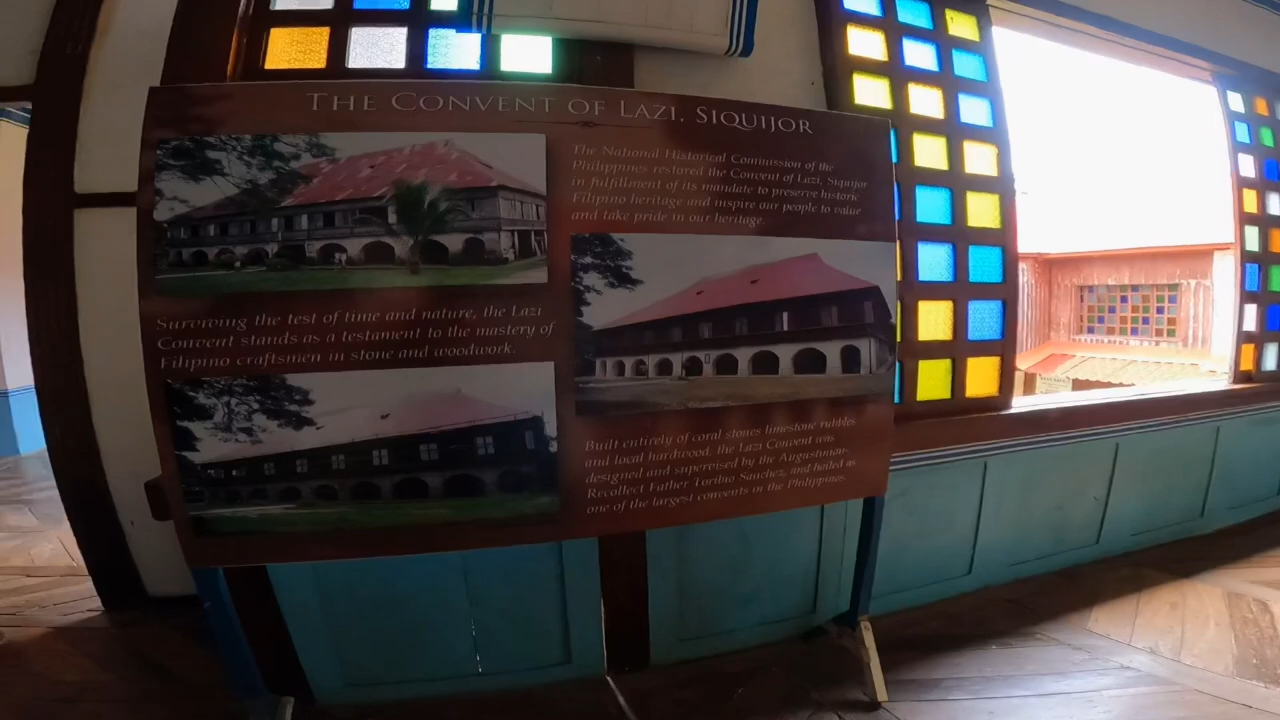 THE CONVENT OF LAZI, SIQUIJOR
The National Historical Commission of the
Philippines restored the Convent of Lazi, Siquijor
in fulfillment of its mandate to preserve historic
Filipino heritage and inspire our people to value
and take pride in our heritage.
Surviving the test of time and nature, the Lazi
Convent stands as a testament to the mastery of
Filipino craftsmen in stone and woodwork.
Built entirely of coral stones limestone rubbles
and local hardwood, the Lazi Convent was
designed and supervised by the Augustinian-
Recollect Father Toribio Sanchez, and hailed as
one of the largest convents in the Philippines.